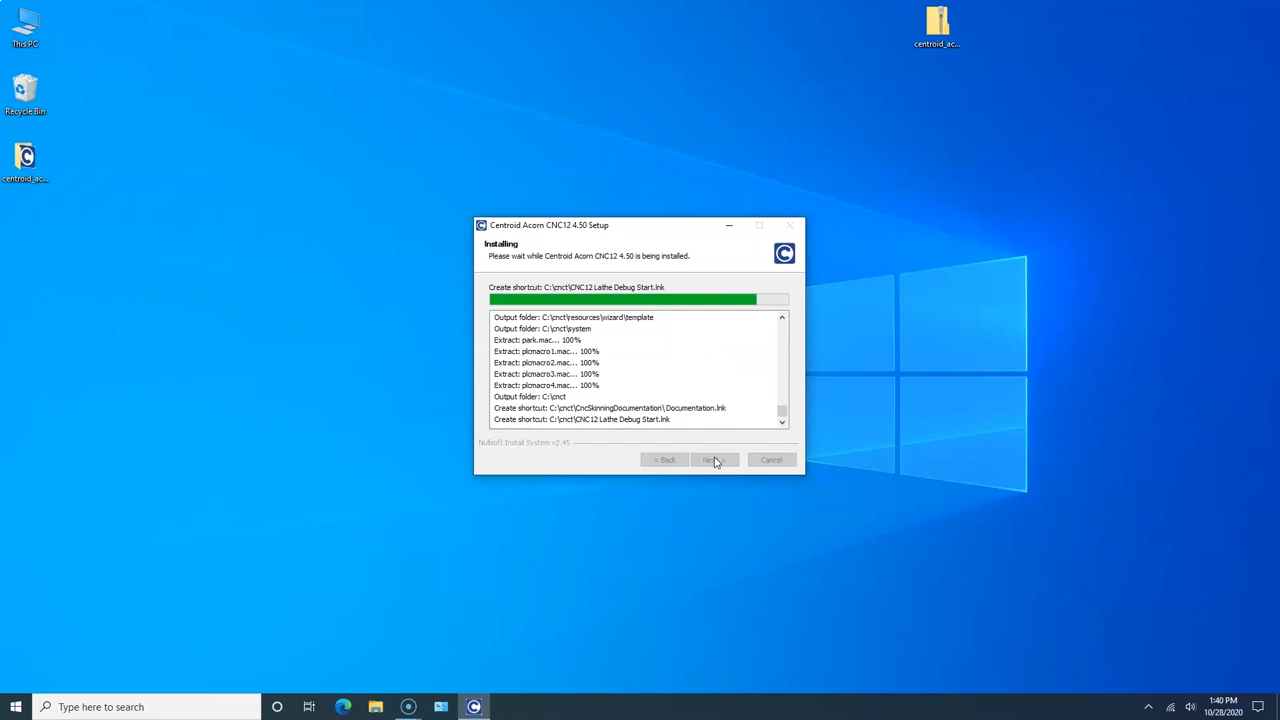 This PC
centroid_ac...
Recycle Bin
centroid_ac...
Centroid Acorn CNC12 4.50 Setup
Installing
Please wait while Centroid Acorn CNC12 4.50 is being installed.
Create shortcut: C:\cnct\CNC12 Lathe Debug Start.lnk
Output folder: C:\cnct\resources\wizard\template
Output folder: C:\cnct\system
Extract: park.mac... 100%
Extract: plcmacro1.mac... 100%
Extract: plcmacro2.mac... 100%
Extract: plcmacro3.mac... 100%
Extract: plcmacro4.mac... 100%
Output folder: C:\cnct
Create shortcut: C:\cnct\CncSkinningDocumentation\Documentation.lnk
Create shortcut: C:\cnct\CNC12 Lathe Debug Start.lnk
Nullsoft Install System v2.45
< Back Cancel
Type here to search
1:40 PM
10/28/2020